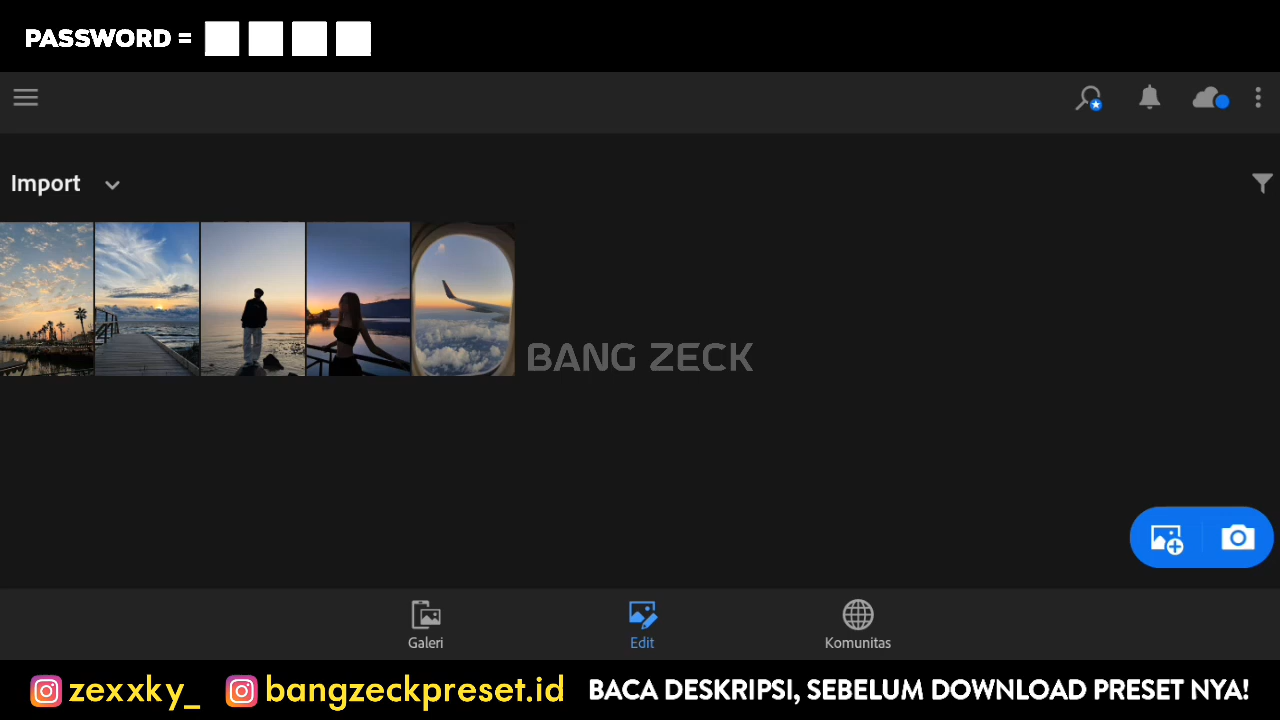 PASSWORD =
Import
BANG ZECK
Galeri
Edit
Komunitas
zexxky_
bangzeckpreset.id
BACA DESKRIPSI, SEBELUM DOWNLOAD PRESET NYA!